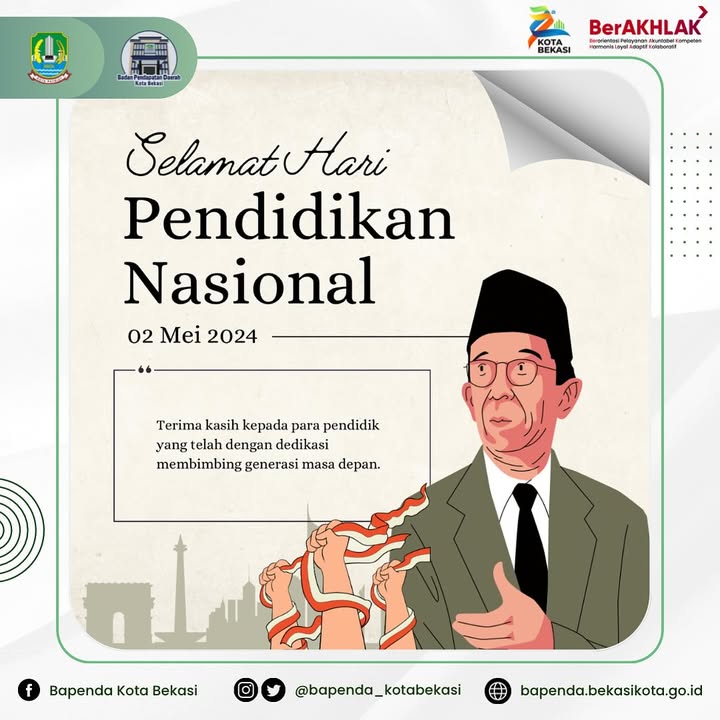 Badan Pendapatan Daerah
Kota Bekasi
KOTA
BEKASI
BerAKHLAK
Berorientasi Pelayanan Akuntabel Kompeten
Harmonis Loyal Adaptif Kolaboratif
Selamat Hari
Pendidikan
Nasional
02 Mei 2024
“
Terima kasih kepada para pendidik
yang telah dengan dedikasi
membimbing generasi masa depan.
Bapenda Kota Bekasi
@bapenda_kotabekasi
bapenda.bekasikota.go.id